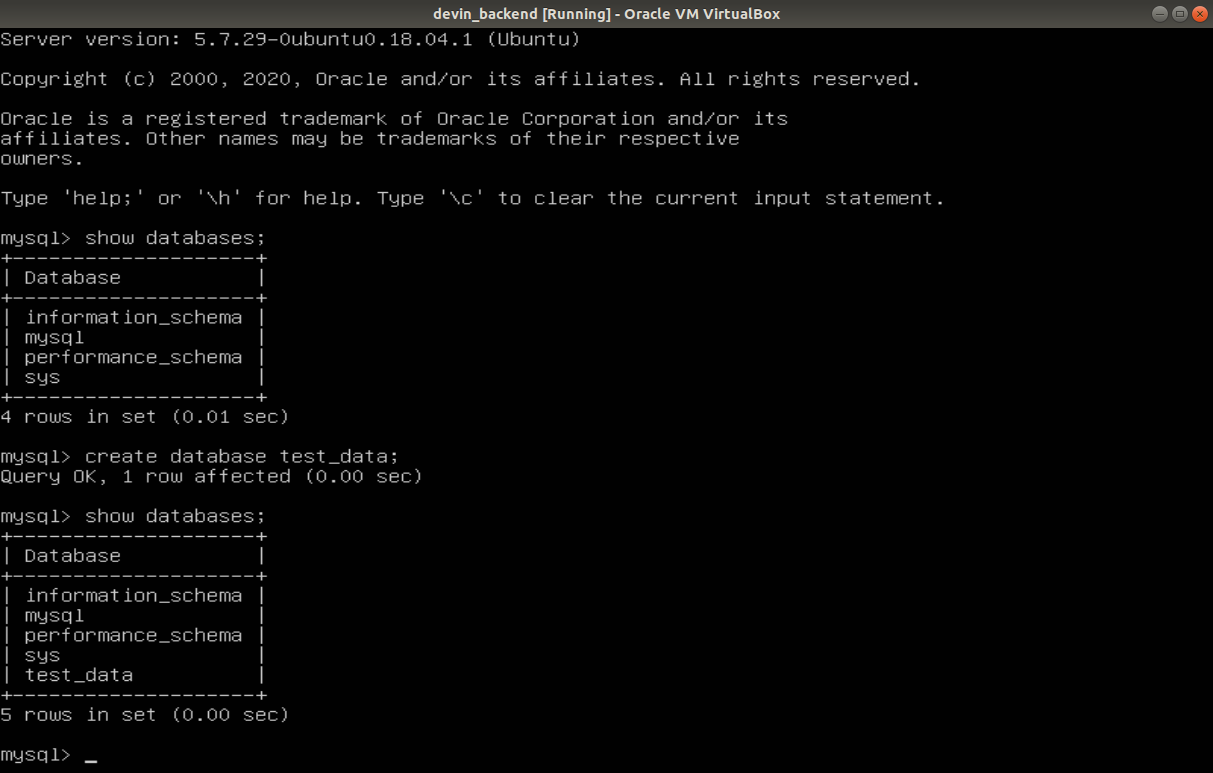 devin_backend [Running] - Oracle VM VirtualBox
Server version: 5.7.29-0ubuntu0.18.04.1 (Ubuntu)
Copyright (c) 2000, 2020, Oracle and/or its affiliates. All rights reserved.
Oracle is a registered trademark of Oracle Corporation and/or its
affiliates. Other names may be trademarks of their respective
owners.
Type 'help;' or '\h' for help. Type '\c' to clear the current input statement.
mysql> show databases;
+--------------------+
| Database           |
+--------------------+
| information_schema |
| mysql              |
| performance_schema |
| sys                |
+--------------------+
4 rows in set (0.01 sec)
mysql> create database test_data;
Query OK, 1 row affected (0.00 sec)
mysql> show databases;
+--------------------+
| Database           |
+--------------------+
| information_schema |
| mysql              |
| performance_schema |
| sys                |
| test_data          |
+--------------------+
5 rows in set (0.00 sec)
mysql> _